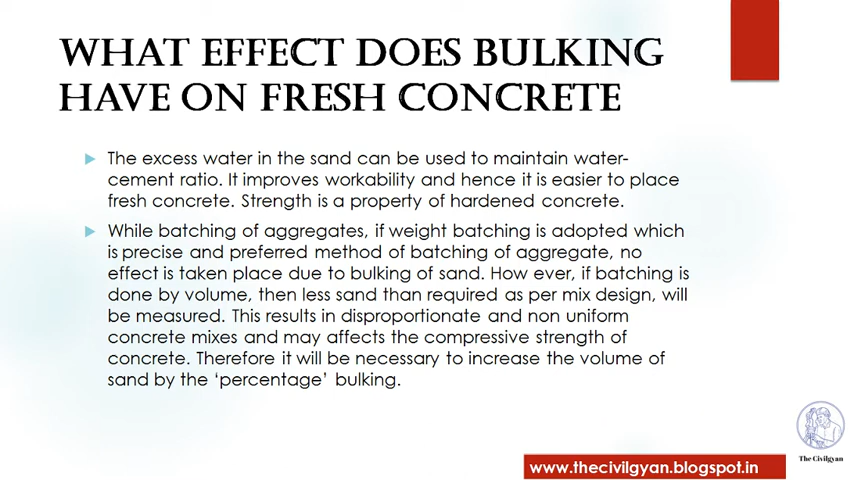 WHAT EFFECT DOES BULKING
HAVE ON FRESH CONCRETE
The excess water in the sand can be used to maintain water-
cement ratio. It improves workability and hence it is easier to place
fresh concrete. Strength is a property of hardened concrete.
While batching of aggregates, if weight batching is adopted which
is precise and preferred method of batching of aggregate, no
effect is taken place due to bulking of sand. How ever, if batching is
done by volume, then less sand than required as per mix design, will
be measured. This results in disproportionate and non uniform
concrete mixes and may affects the compressive strength of
concrete. Therefore it will be necessary to increase the volume of
sand by the ‘percentage’ bulking.
The Civilgyan
www.thecivilgyan.blogspot.in